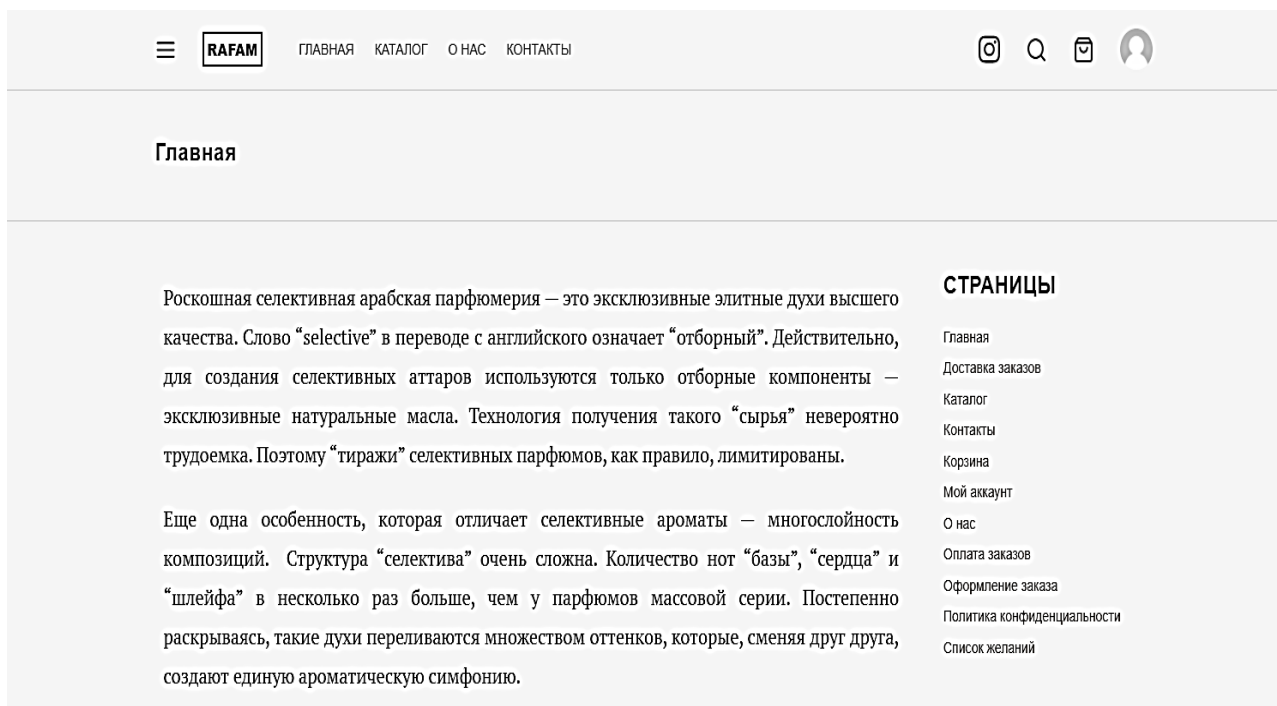 RAFAM ГЛАВНАЯ КАТАЛОГ О НАС КОНТАКТЫ
Главная
Роскошная селективная арабская парфюмерия — это эксклюзивные элитные духи высшего
качества. Слово “selective” в переводе с английского означает “отборный”. Действительно,
для создания селективных аттаров используются только отборные компоненты —
эксклюзивные натуральные масла. Технология получения такого “сырья” невероятно
трудоемка. Поэтому “тиражи” селективных парфюмов, как правило, лимитированы.
Еще одна особенность, которая отличает селективные ароматы — многослойность
композиций. Структура “селектива” очень сложна. Количество нот “базы”, “сердца” и
“шлейфа” в несколько раз больше, чем у парфюмов массовой серии. Постепенно
раскрываясь, такие духи переливаются множеством оттенков, которые, сменяя друг друга,
создают единую ароматическую симфонию.
СТРАНИЦЫ
Главная
Доставка заказов
Каталог
Контакты
Корзина
Мой аккаунт
О нас
Оплата заказов
Оформление заказа
Политика конфиденциальности
Список желаний